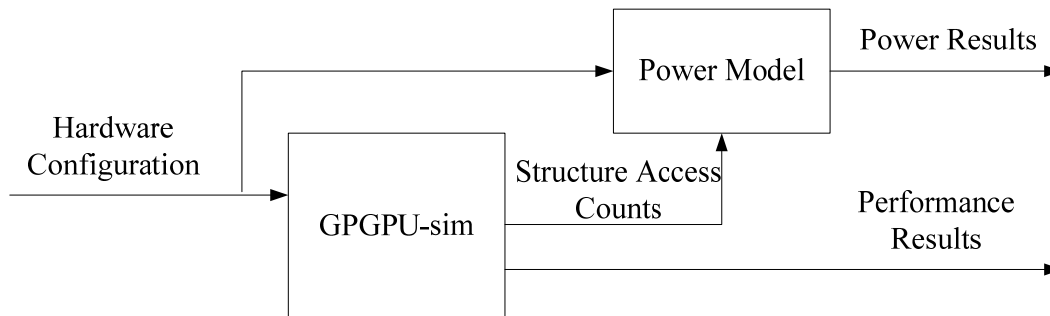 Power Results
Power Model
Hardware
Configuration
Structure Access
Counts
GPGPU-sim
Performance
Results